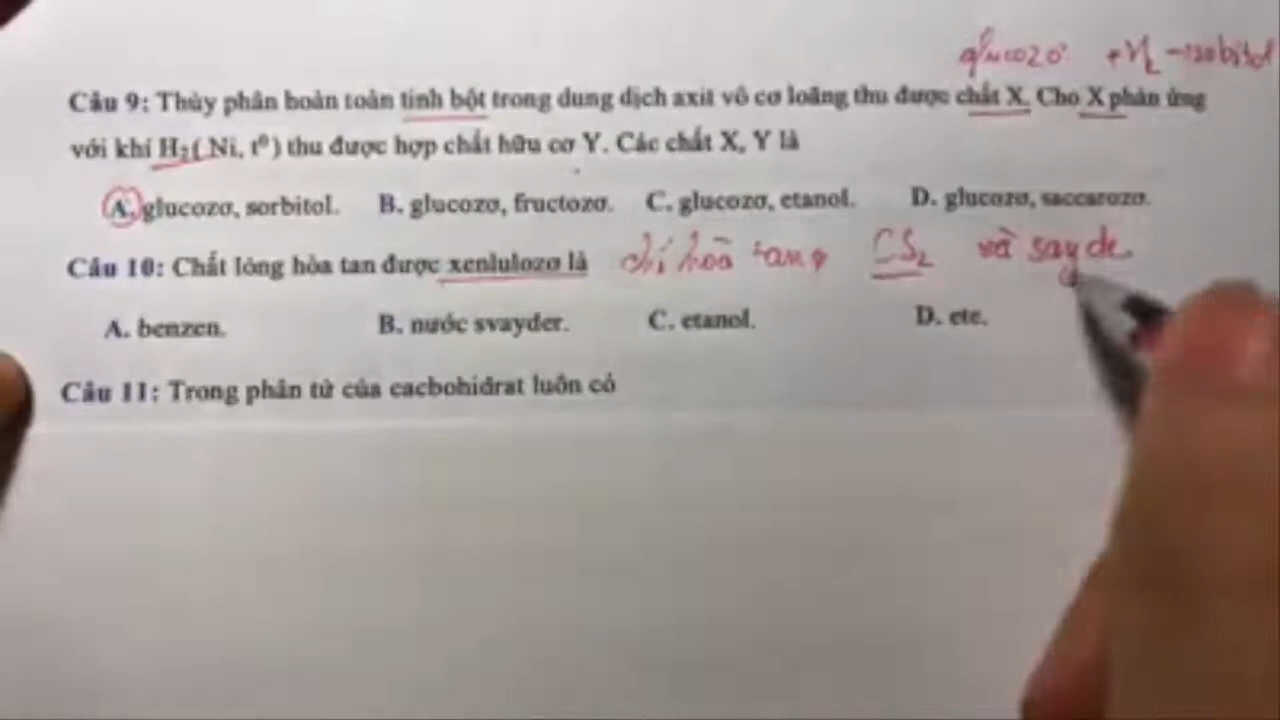 glucozơ + H2 → sobitol
Câu 9: Thủy phân hoàn toàn tinh bột trong dung dịch axit vô cơ loãng thu được chất X. Cho X phản ứng
với khí H2( Ni, t⁰) thu được hợp chất hữu cơ Y. Các chất X, Y là
A. glucozơ, sorbitol. B. glucozơ, fructozơ. C. glucozơ, etanol. D. glucozơ, saccarozơ.
Câu 10: Chất lỏng hòa tan được xenlulozơ là chỉ hoà tan CS2 và sayde
A. benzen. B. nước svayder. C. etanol. D. ete.
Câu 11: Trong phân tử của cacbohiđrat luôn có